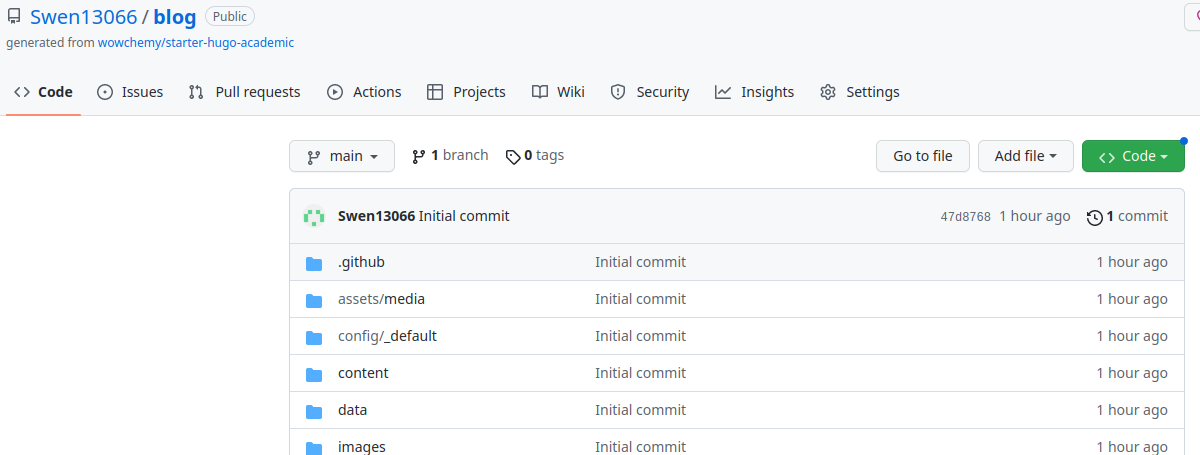 Swen13066 / blog Public
generated from wowchemy/starter-hugo-academic
Code Issues Pull requests Actions Projects Wiki Security Insights Settings
main 1 branch 0 tags Go to file Add file Code
Swen13066 Initial commit 47d8768 1 hour ago 1 commit
.github Initial commit 1 hour ago
assets/media Initial commit 1 hour ago
config/_default Initial commit 1 hour ago
content Initial commit 1 hour ago
data Initial commit 1 hour ago
images Initial commit 1 hour ago